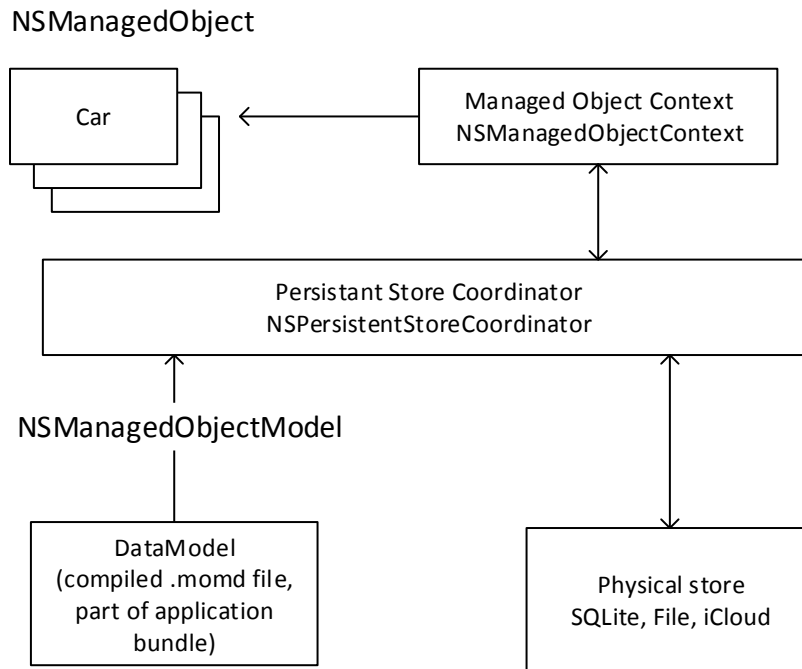 NSManagedObject
Car
Managed Object Context
NSManagedObjectContext
Persistant Store Coordinator
NSPersistentStoreCoordinator
NSManagedObjectModel
DataModel
(compiled .momd file,
part of application
bundle)
Physical store
SQLite, File, iCloud